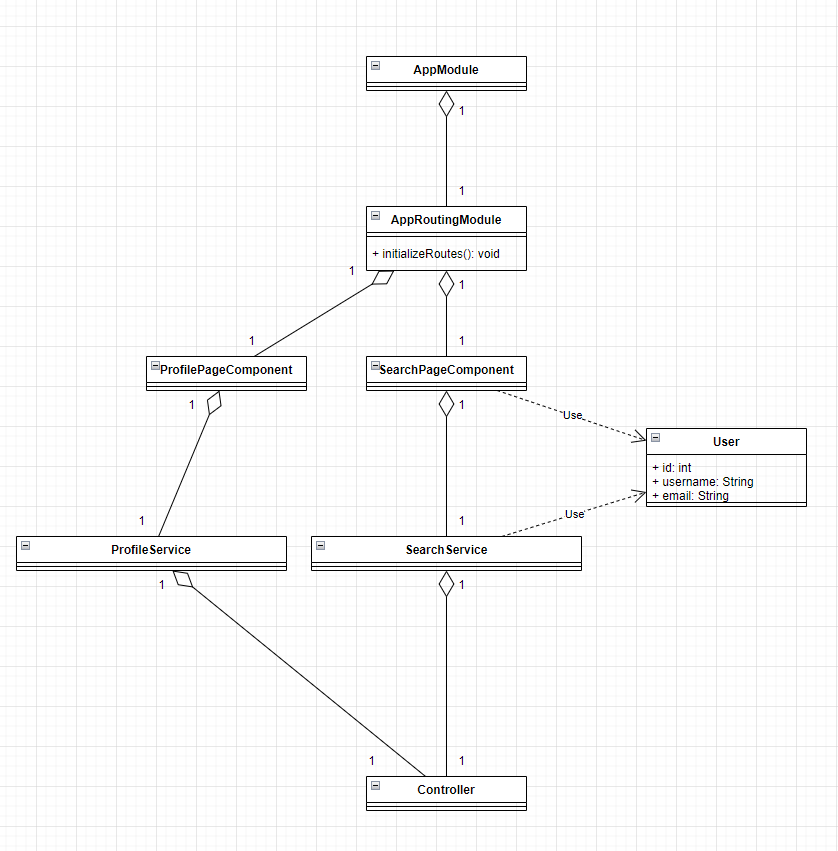 AppModule
1
1
AppRoutingModule
+ initializeRoutes(): void
1
1
1
1
ProfilePageComponent
SearchPageComponent
1
1
Use
User
+ id: int
+ username: String
+ email: String
Use
1
1
ProfileService
SearchService
1
1
1
1
Controller